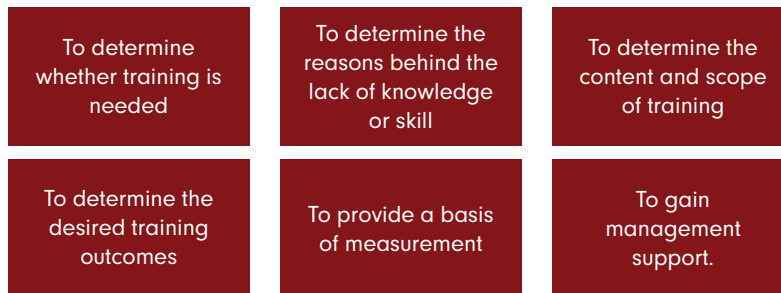 To determine
whether training is
needed
To determine the
reasons behind the
lack of knowledge
or skill
To determine the
content and scope
of training
To determine the
desired training
outcomes
To provide a basis
of measurement
To gain
management
support.